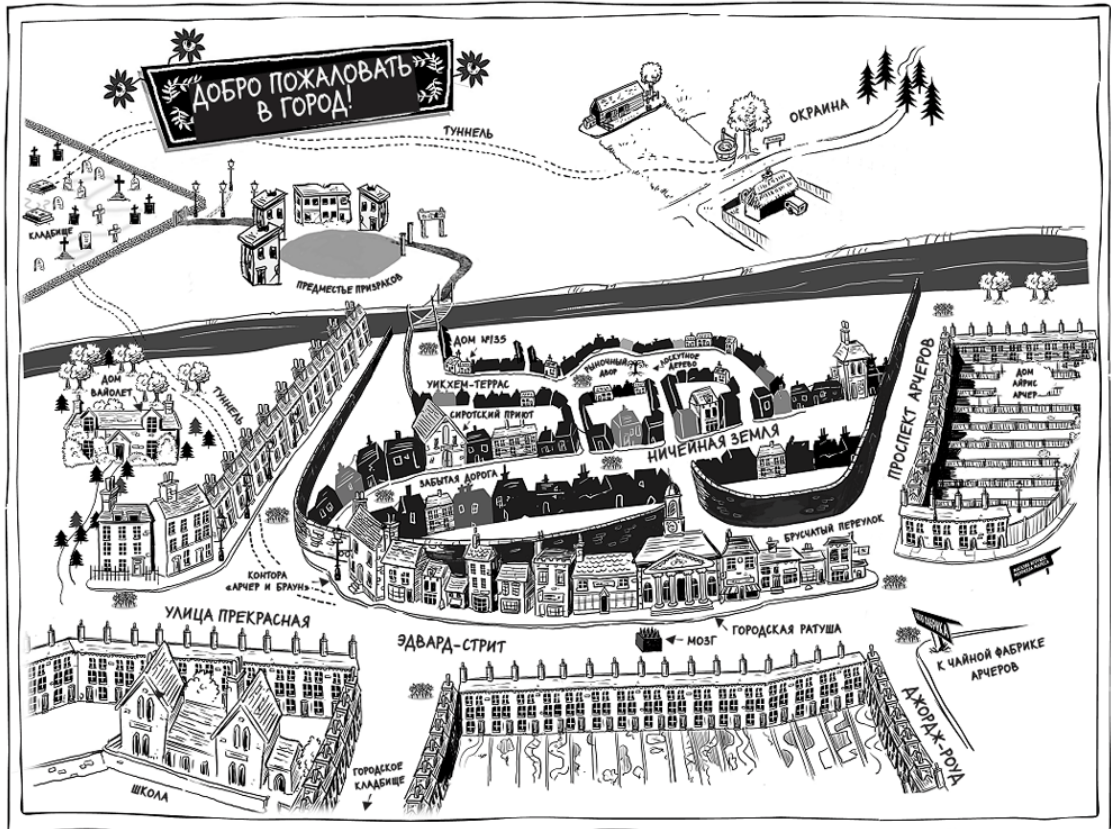 ДОБРО ПОЖАЛОВАТЬ
В ГОРОД!
ТУННЕЛЬ
ОКРАИНА
КЛАДБИЩЕ
ПРЕДМЕСТЬЕ ПРИЗРАКОВ
ДОМ
ВАЙОЛЕТ
ТУННЕЛЬ
ДОМ №135
РЫНОЧНЫЙ
ДВОР
ЛОСКУТНОЕ
ДЕРЕВО
УИКХЕМ-ТЕРРАС
СИРОТСКИЙ ПРИЮТ
НИЧЕЙНАЯ ЗЕМЛЯ
ЗАБЫТАЯ ДОРОГА
ПРОСПЕКТ АРЧЕРОВ
ДОМ
АЙРИС
АРЧЕР
БРУСЧАТЫЙ ПЕРЕУЛОК
КОНТОРА
«АРЧЕР И БРАУН»
УЛИЦА ПРЕКРАСНАЯ
ЭДВАРД-СТРИТ
МОЗГ
ГОРОДСКАЯ РАТУША
К ЧАЙНОЙ ФАБРИКЕ
АРЧЕРОВ
ДЖОРДЖ-РОУД
ШКОЛА
ГОРОДСКОЕ
КЛАДБИЩЕ